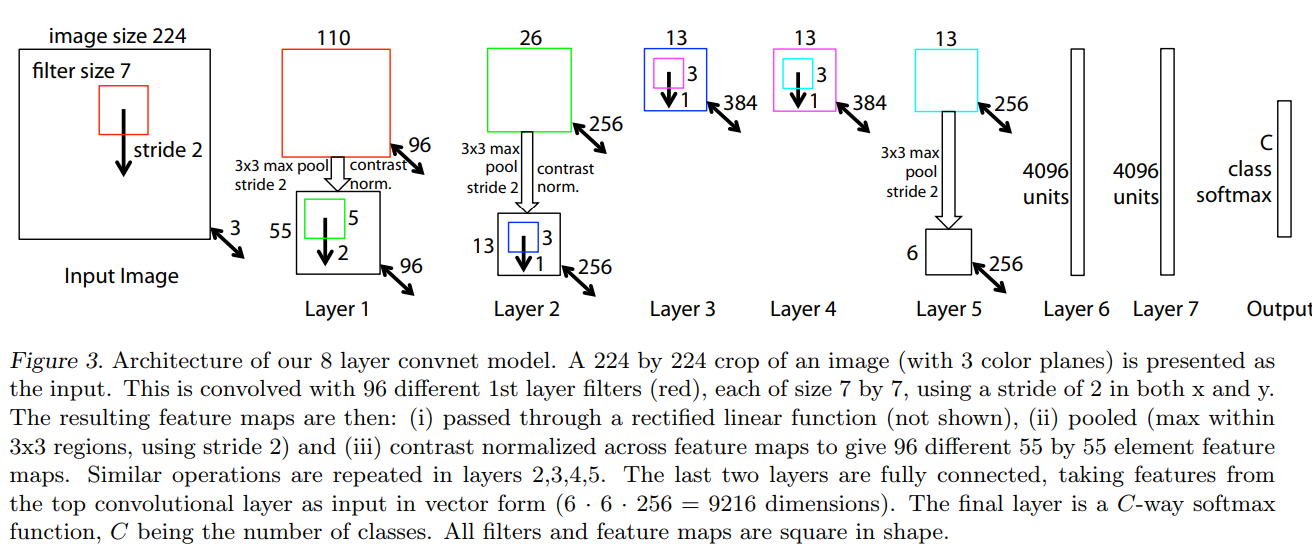 image size 224
filter size 7
stride 2
3
Input Image
110
96
3x3 max pool
stride 2
contrast
norm.
55
5
2
96
Layer 1
26
256
3x3 max
pool
stride 2
contrast
norm.
13
3
1
256
Layer 2
13
3
1
384
Layer 3
13
3
1
384
Layer 4
13
256
3x3 max
pool
stride 2
6
256
Layer 5
4096
units
Layer 6
4096
units
Layer 7
C
class
softmax
Output
Figure 3. Architecture of our 8 layer convnet model. A 224 by 224 crop of an image (with 3 color planes) is presented as
the input. This is convolved with 96 different 1st layer filters (red), each of size 7 by 7, using a stride of 2 in both x and y.
The resulting feature maps are then: (i) passed through a rectified linear function (not shown), (ii) pooled (max within
3x3 regions, using stride 2) and (iii) contrast normalized across feature maps to give 96 different 55 by 55 element feature
maps. Similar operations are repeated in layers 2,3,4,5. The last two layers are fully connected, taking features from
the top convolutional layer as input in vector form (6 · 6 · 256 = 9216 dimensions). The final layer is a C-way softmax
function, C being the number of classes. All filters and feature maps are square in shape.